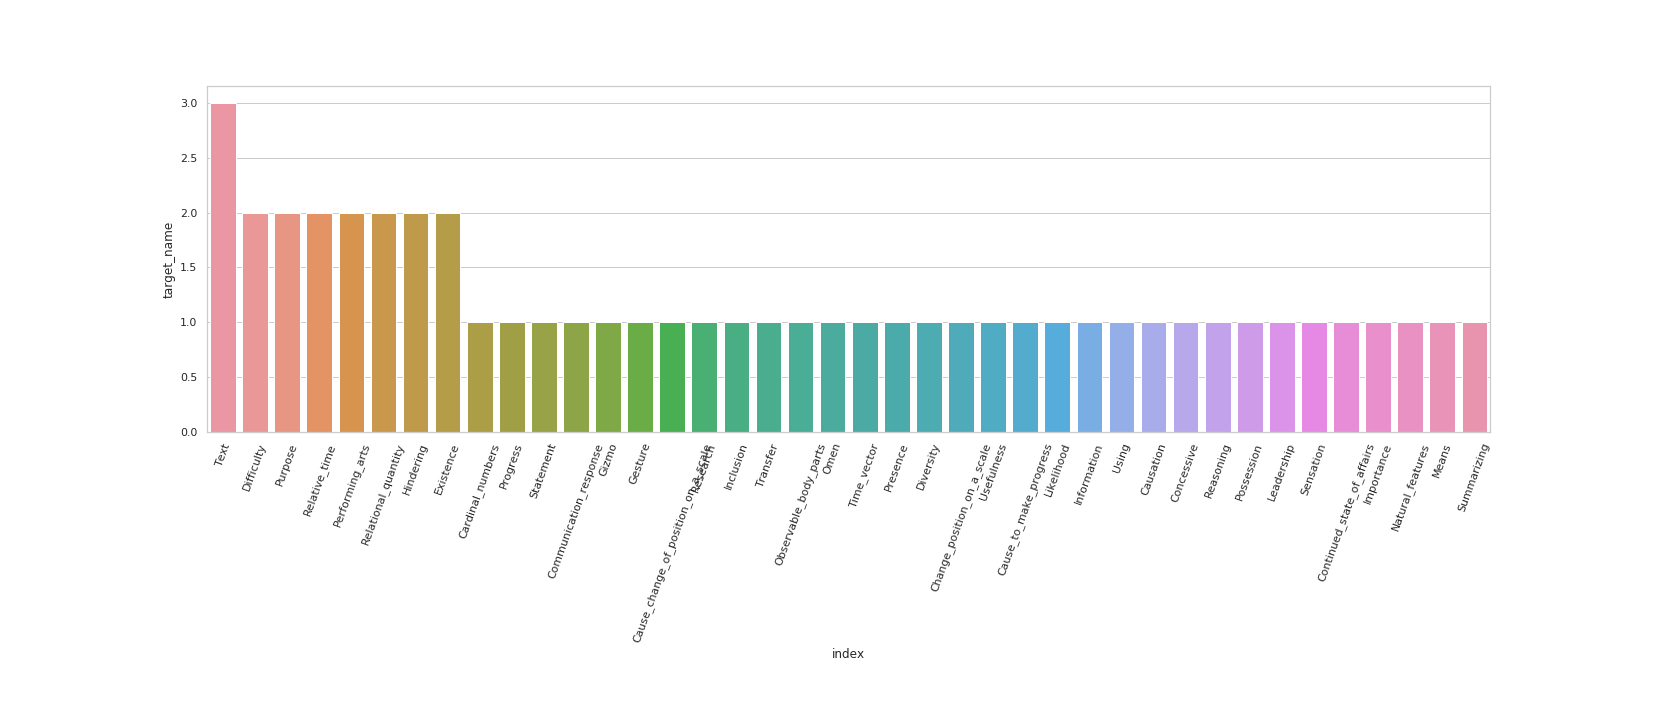 3.0
2.5
2.0
1.5
1.0
0.5
0.0
target_name
Text
Difficulty
Purpose
Relative_time
Performing_arts
Relational_quantity
Hindering
Existence
Cardinal_numbers
Progress
Statement
Communication_response
Gizmo
Gesture
Cause_change_of_position_on_a_scale
Research
Inclusion
Transfer
Observable_body_parts
Omen
Time_vector
Presence
Diversity
Change_position_on_a_scale
Usefulness
Cause_to_make_progress
Likelihood
Information
Using
Causation
Concessive
Reasoning
Possession
Leadership
Sensation
Continued_state_of_affairs
Importance
Natural_features
Means
Summarizing
index